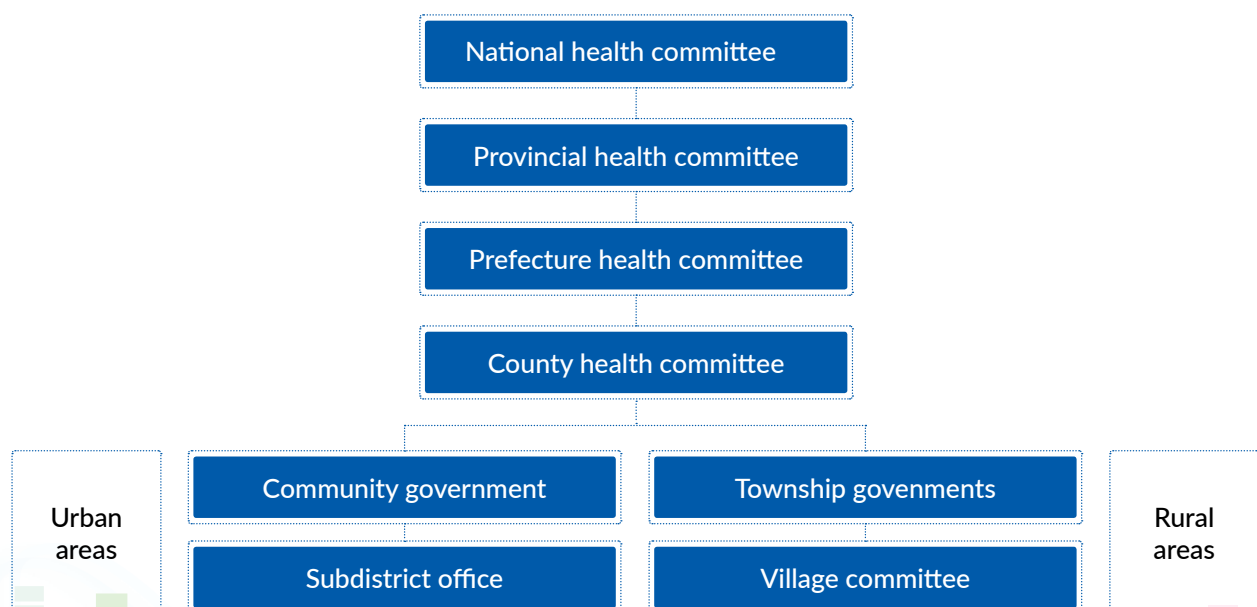 National health committee
Provincial health committee
Prefecture health committee
County health committee
Community government
Township govenments
Urban
areas
Rural
areas
Subdistrict office
Village committee